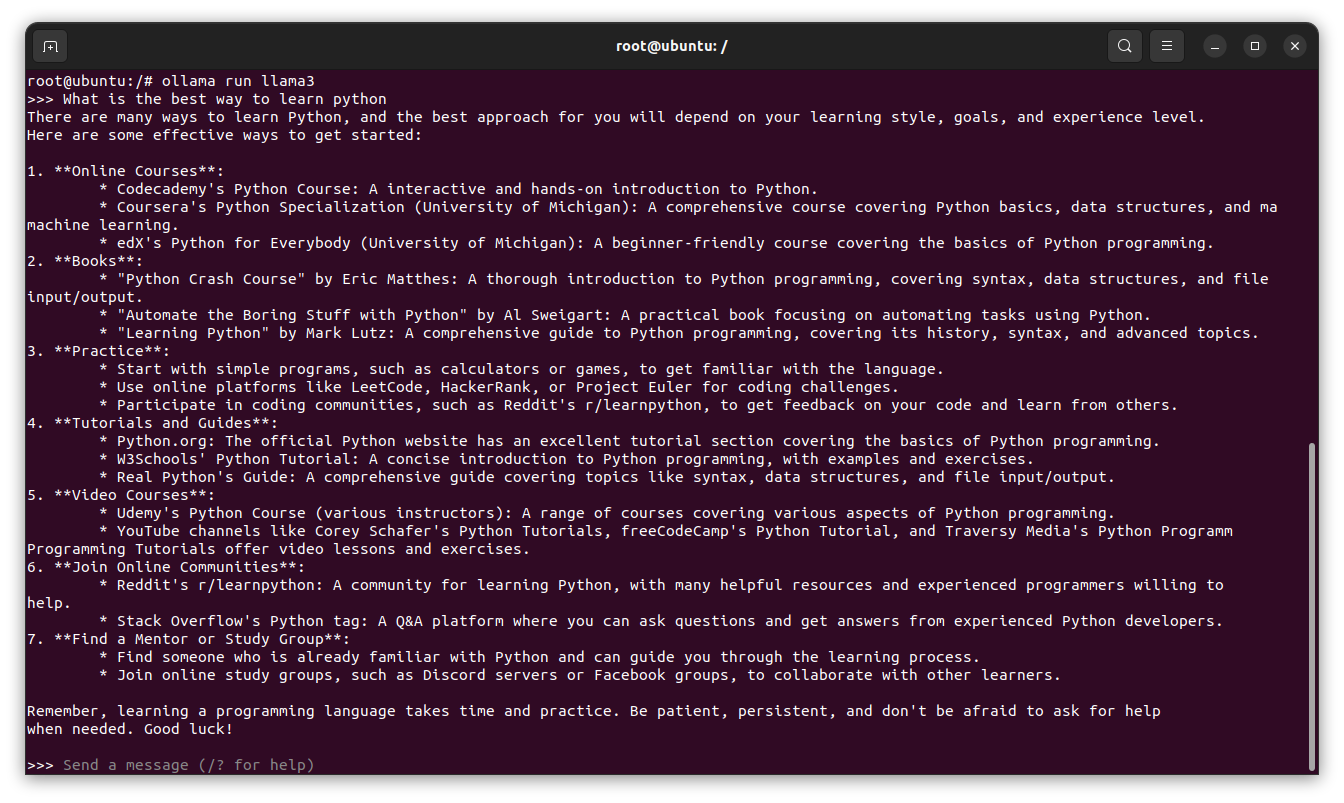 root@ubuntu: /
root@ubuntu:/# ollama run llama3
>>> What is the best way to learn python
There are many ways to learn Python, and the best approach for you will depend on your learning style, goals, and experience level.
Here are some effective ways to get started:
1. **Online Courses**:
* Codecademy's Python Course: A interactive and hands-on introduction to Python.
* Coursera's Python Specialization (University of Michigan): A comprehensive course covering Python basics, data structures, and ma
machine learning.
* edX's Python for Everybody (University of Michigan): A beginner-friendly course covering the basics of Python programming.
2. **Books**:
* "Python Crash Course" by Eric Matthes: A thorough introduction to Python programming, covering syntax, data structures, and file
input/output.
* "Automate the Boring Stuff with Python" by Al Sweigart: A practical book focusing on automating tasks using Python.
* "Learning Python" by Mark Lutz: A comprehensive guide to Python programming, covering its history, syntax, and advanced topics.
3. **Practice**:
* Start with simple programs, such as calculators or games, to get familiar with the language.
* Use online platforms like LeetCode, HackerRank, or Project Euler for coding challenges.
* Participate in coding communities, such as Reddit's r/learnpython, to get feedback on your code and learn from others.
4. **Tutorials and Guides**:
* Python.org: The official Python website has an excellent tutorial section covering the basics of Python programming.
* W3Schools' Python Tutorial: A concise introduction to Python programming, with examples and exercises.
* Real Python's Guide: A comprehensive guide covering topics like syntax, data structures, and file input/output.
5. **Video Courses**:
* Udemy's Python Course (various instructors): A range of courses covering various aspects of Python programming.
* YouTube channels like Corey Schafer's Python Tutorials, freeCodeCamp's Python Tutorial, and Traversy Media's Python Programm
Programming Tutorials offer video lessons and exercises.
6. **Join Online Communities**:
* Reddit's r/learnpython: A community for learning Python, with many helpful resources and experienced programmers willing to
help.
* Stack Overflow's Python tag: A Q&A platform where you can ask questions and get answers from experienced Python developers.
7. **Find a Mentor or Study Group**:
* Find someone who is already familiar with Python and can guide you through the learning process.
* Join online study groups, such as Discord servers or Facebook groups, to collaborate with other learners.
Remember, learning a programming language takes time and practice. Be patient, persistent, and don't be afraid to ask for help
when needed. Good luck!
>>> Send a message (/? for help)